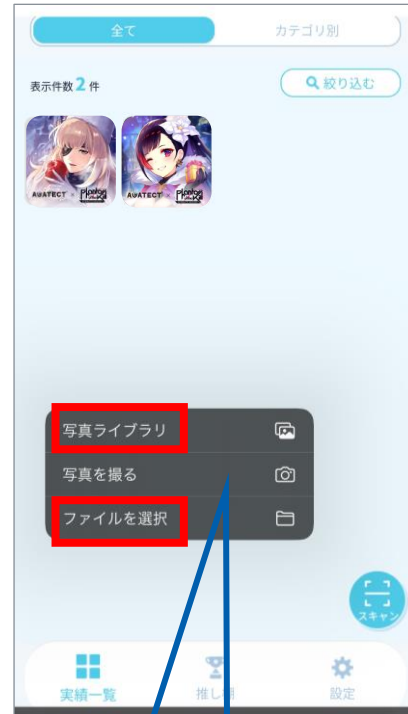 全て
カテゴリ別
表示件数 2 件
絞り込む
AWATECT ×
AWATECT ×
写真ライブラリ
写真を撮る
ファイルを選択
スキャン
実績一覧
推し
設定